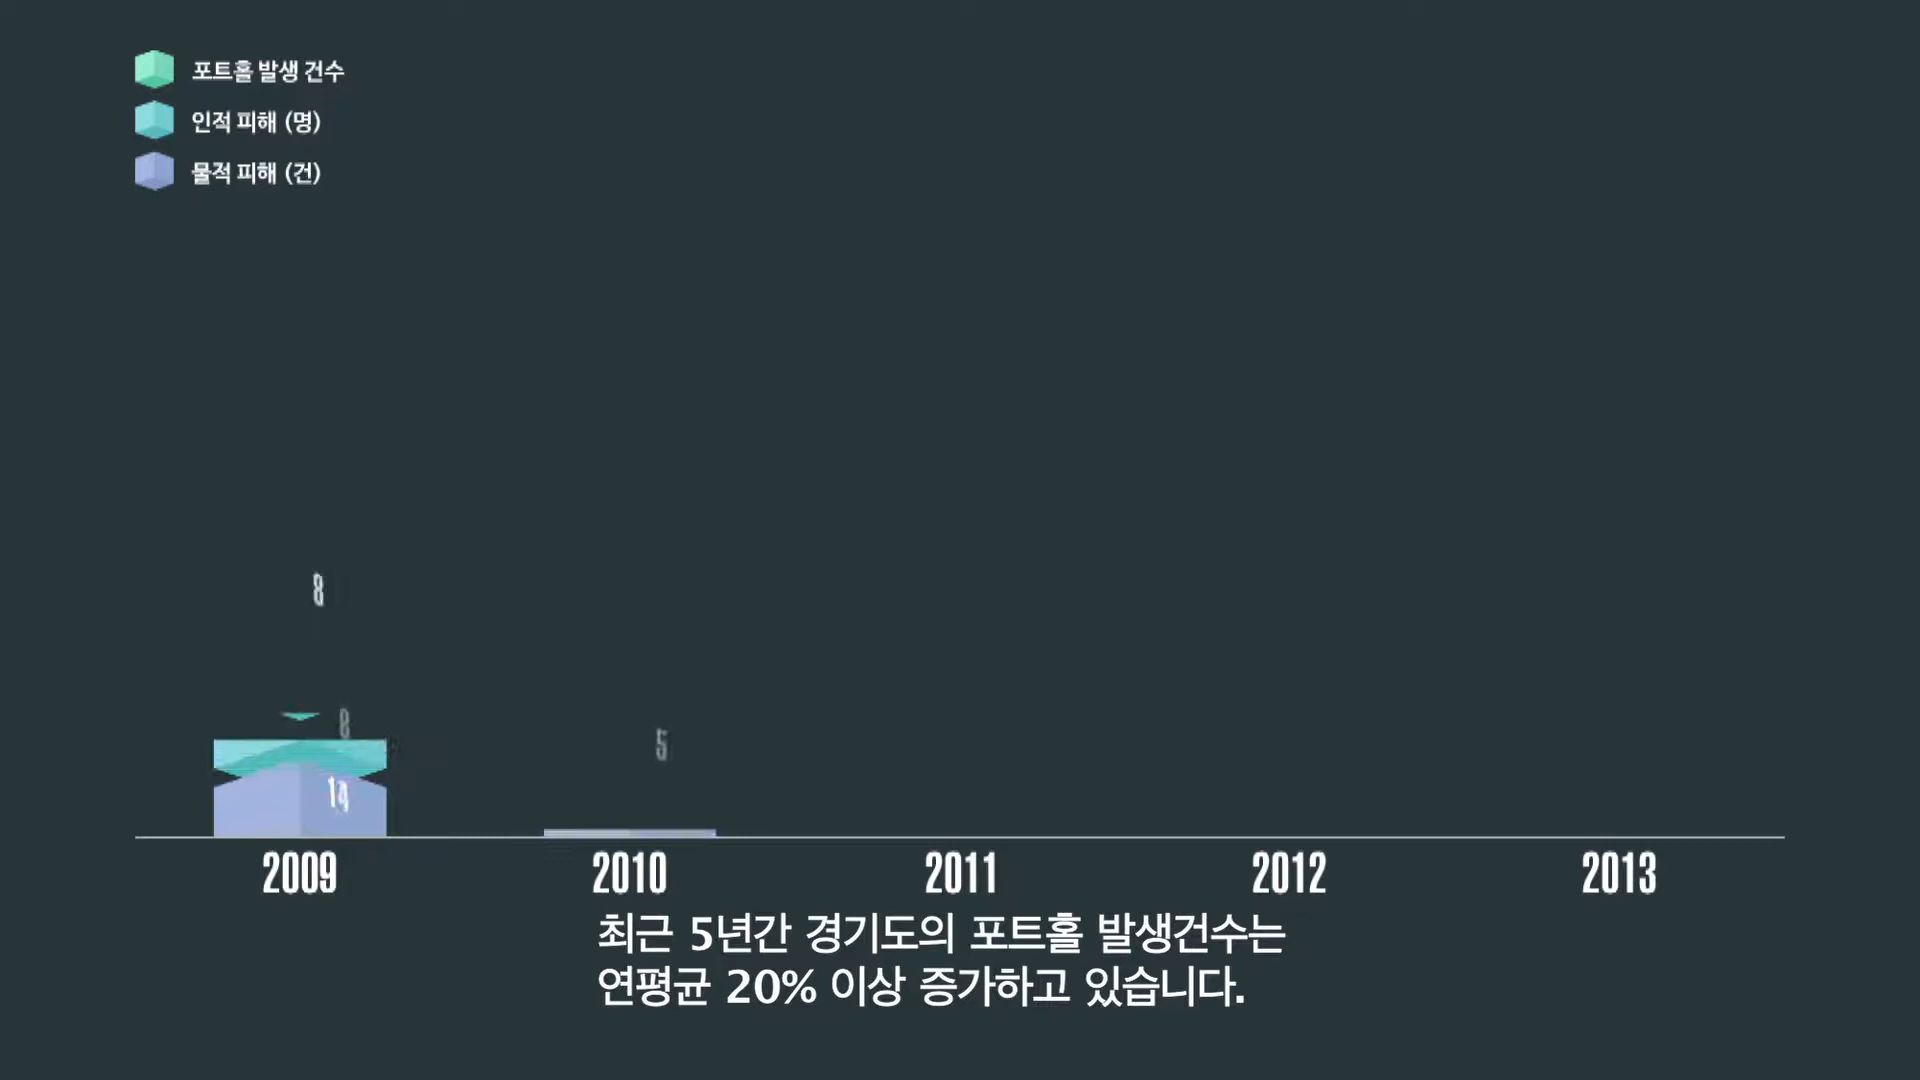 포트홀 발생 건수
인적 피해 (명)
물적 피해 (건)
8
8
5
14
2009 2010 2011 2012 2013
최근 5년간 경기도의 포트홀 발생건수는
연평균 20% 이상 증가하고 있습니다.